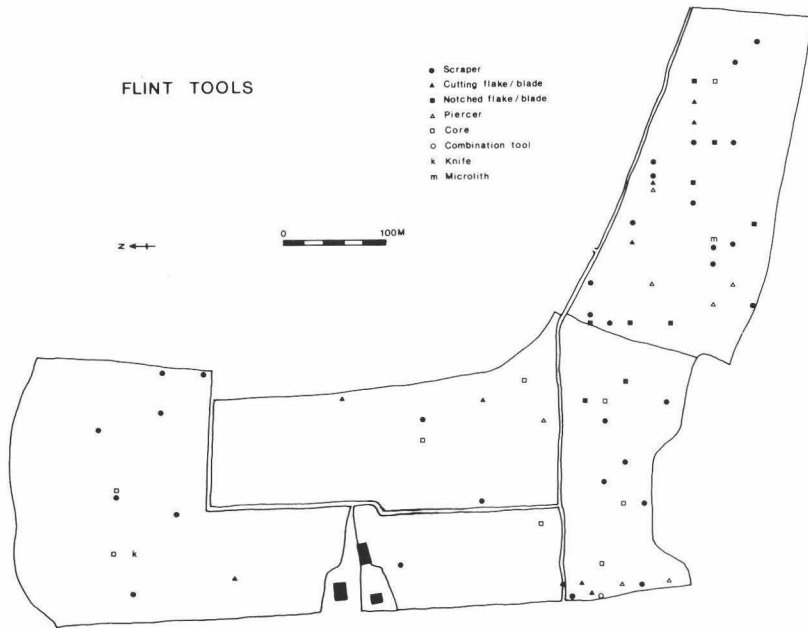 FLINT TOOLS
Scraper
Cutting flake/blade
Notched flake/blade
Piercer
Core
Combination tool
k Knife
m Microlith
z
0 100M
m
k